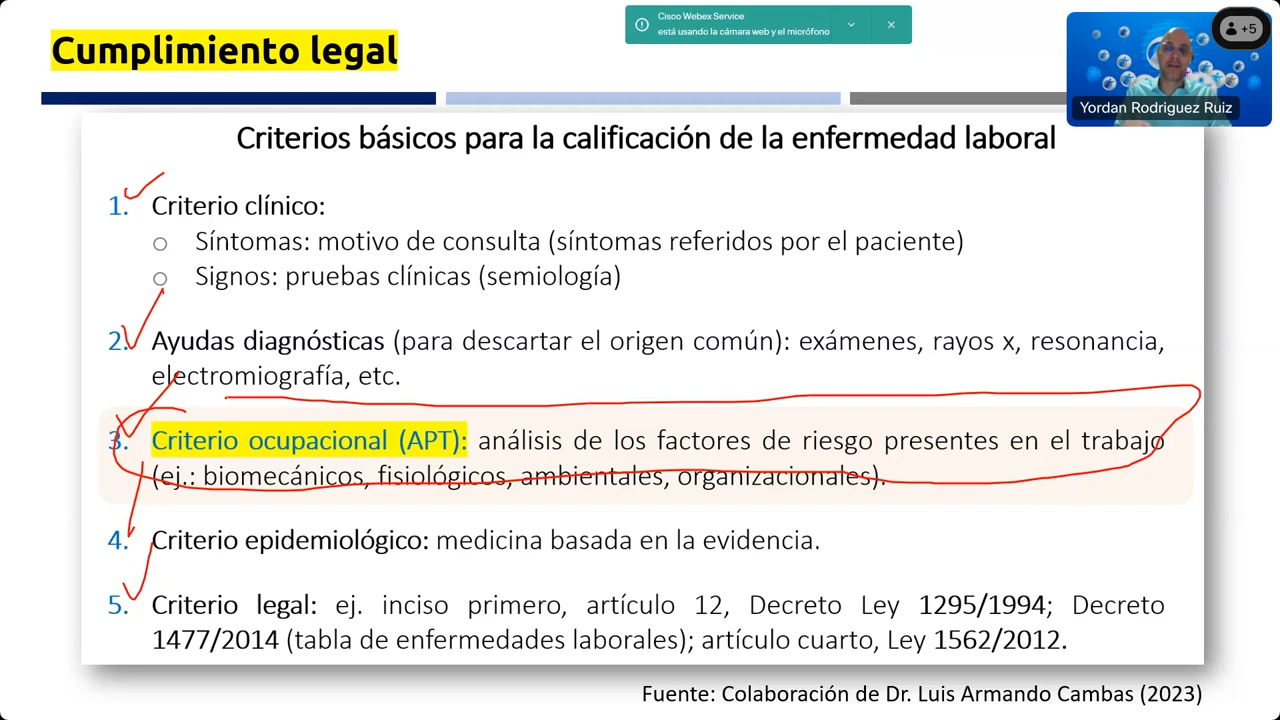 Cumplimiento legal
Cisco Webex Service
está usando la cámara web y el micrófono
+5
Yordan Rodriguez Ruiz
Criterios básicos para la calificación de la enfermedad laboral
1. Criterio clínico:
Síntomas: motivo de consulta (síntomas referidos por el paciente)
Signos: pruebas clínicas (semiología)
2. Ayudas diagnósticas (para descartar el origen común): exámenes, rayos x, resonancia,
electromiografía, etc.
3. Criterio ocupacional (APT): análisis de los factores de riesgo presentes en el trabajo
(ej.: biomecánicos, fisiológicos, ambientales, organizacionales).
4. Criterio epidemiológico: medicina basada en la evidencia.
5. Criterio legal: ej. inciso primero, artículo 12, Decreto Ley 1295/1994; Decreto
1477/2014 (tabla de enfermedades laborales); artículo cuarto, Ley 1562/2012.
Fuente: Colaboración de Dr. Luis Armando Cambas (2023)